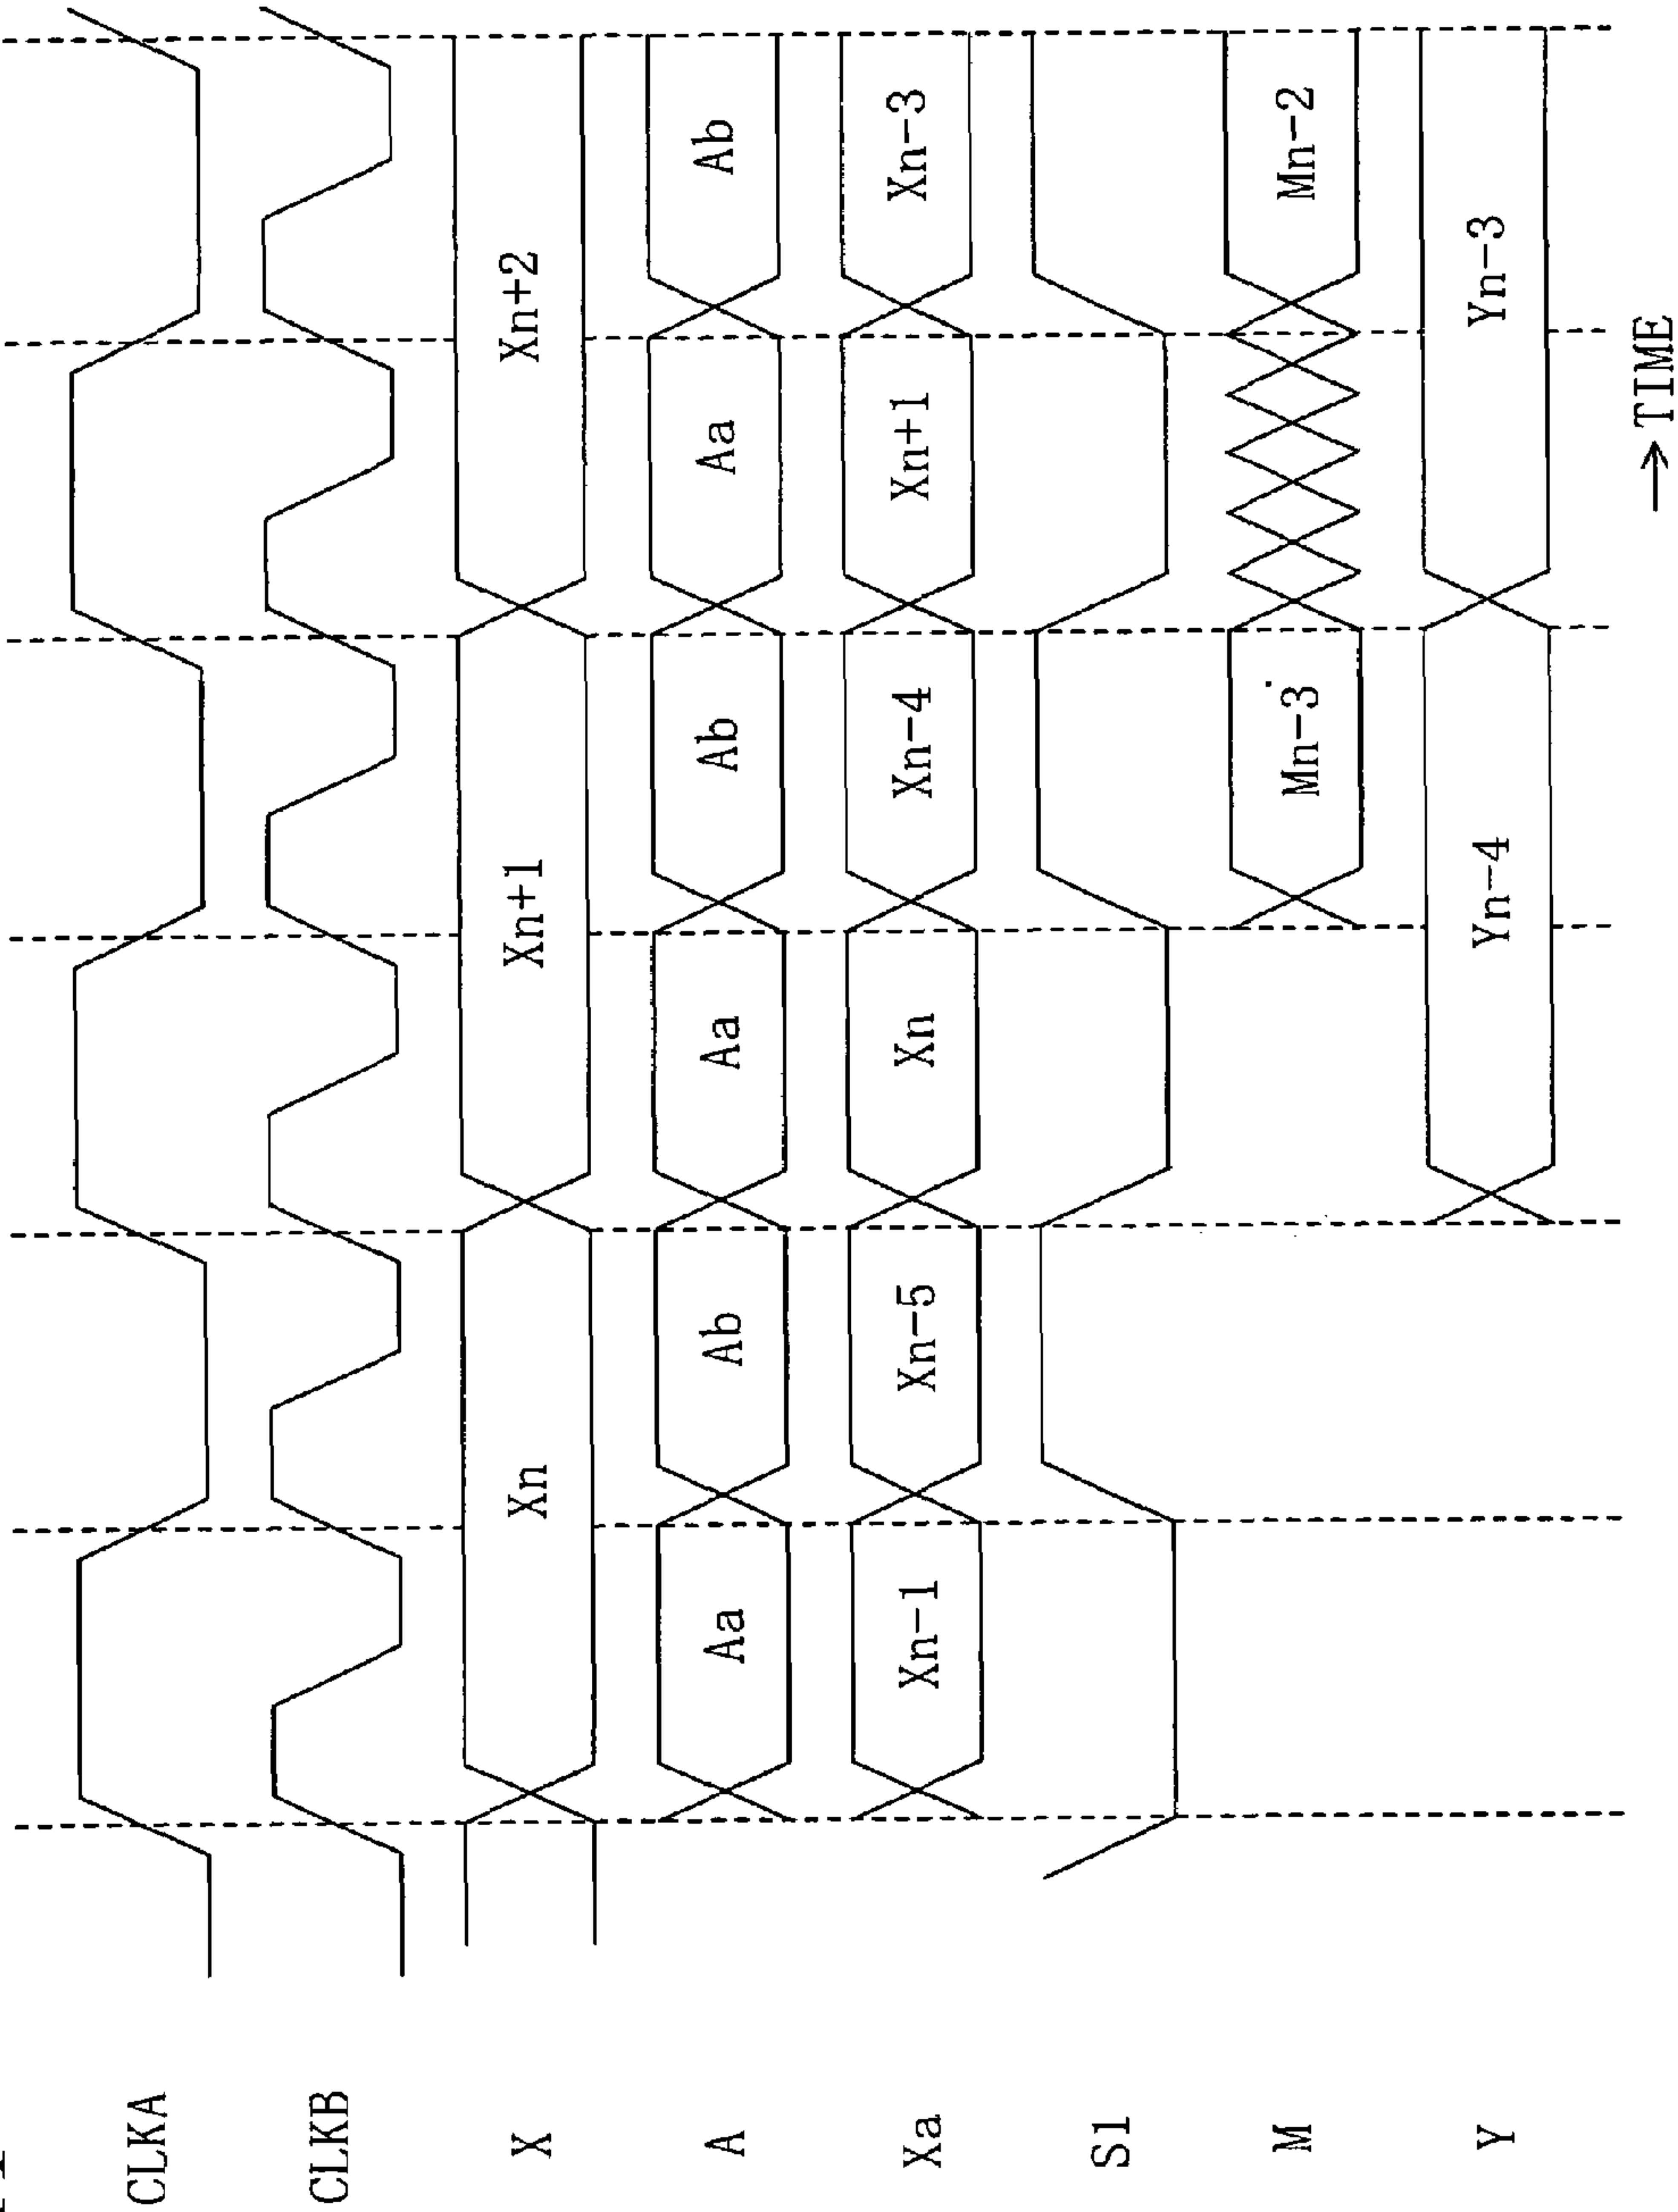 CLKA
CLKB
X Xn Xn+1 Xn+2
A Aa Ab Aa Ab Aa Ab
Xa Xn-1 Xn-5 Xn Xn-4 Xn+1 Xn-3
S1
M Mn-3 Mn-2
Y Yn-4 Yn-3
→TIME